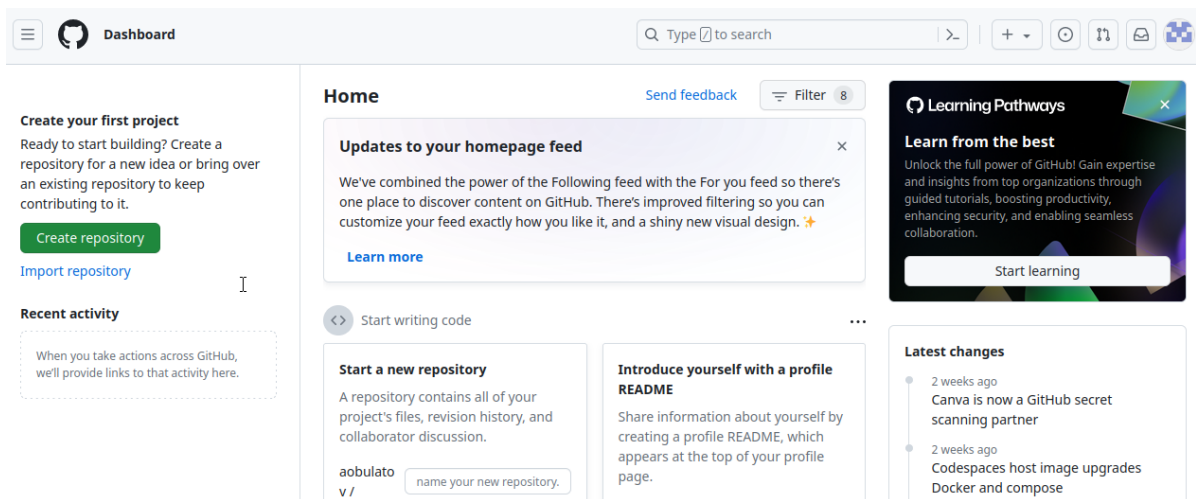 Dashboard
Type / to search
Create your first project
Ready to start building? Create a
repository for a new idea or bring over
an existing repository to keep
contributing to it.
Create repository
Import repository
Recent activity
When you take actions across GitHub,
we'll provide links to that activity here.
Home
Send feedback
Filter 8
Updates to your homepage feed
We've combined the power of the Following feed with the For you feed so there's
one place to discover content on GitHub. There's improved filtering so you can
customize your feed exactly how you like it, and a shiny new visual design. ✨
Learn more
Start writing code
Start a new repository
A repository contains all of your
project's files, revision history, and
collaborator discussion.
aobulato
v /
name your new repository.
Introduce yourself with a profile
README
Share information about yourself by
creating a profile README, which
appears at the top of your profile
page.
Learning Pathways
Learn from the best
Unlock the full power of GitHub! Gain expertise
and insights from top organizations through
guided tutorials, boosting productivity,
enhancing security, and enabling seamless
collaboration.
Start learning
Latest changes
2 weeks ago
Canva is now a GitHub secret
scanning partner
2 weeks ago
Codespaces host image upgrades
Docker and compose